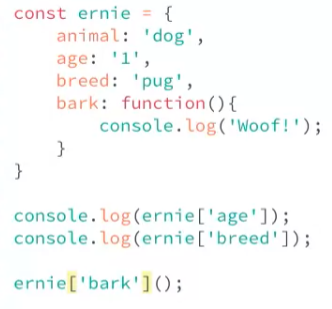 const ernie = {
    animal: 'dog',
    age: '1',
    breed: 'pug',
    bark: function(){
        console.log('Woof!');
    }
}
console.log(ernie['age']);
console.log(ernie['breed']);
ernie['bark']();